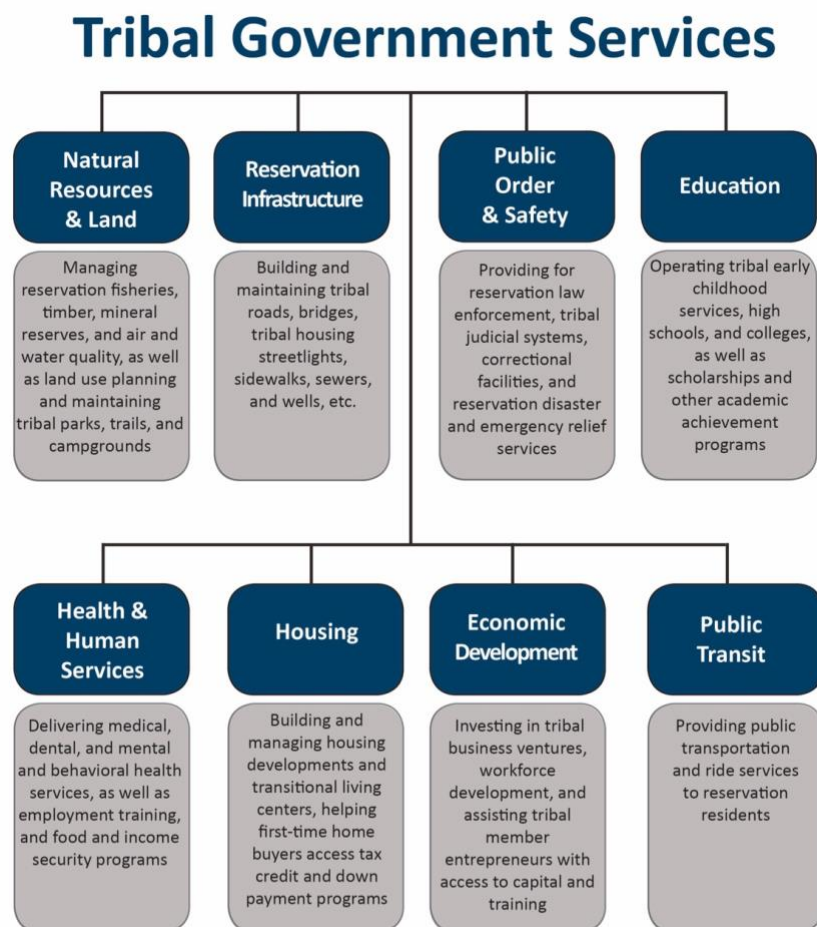 Tribal Government Services
Natural
Resources
& Land
Managing
reservation fisheries,
timber, mineral
reserves, and air and
water quality, as well
as land use planning
and maintaining
tribal parks, trails, and
campgrounds
Reservation
Infrastructure
Building and
maintaining tribal
roads, bridges,
tribal housing
streetlights,
sidewalks, sewers,
and wells, etc.
Public
Order
& Safety
Providing for
reservation law
enforcement, tribal
judicial systems,
correctional
facilities, and
reservation disaster
and emergency relief
services
Education
Operating tribal early
childhood
services, high
schools, and colleges,
as well as
scholarships and
other academic
achievement
programs
Health &
Human
Services
Delivering medical,
dental, and mental
and behavioral health
services, as well as
employment training,
and food and income
security programs
Housing
Building and
managing housing
developments and
transitional living
centers, helping
first-time home
buyers access tax
credit and down
payment programs
Economic
Development
Investing in tribal
business ventures,
workforce
development, and
assisting tribal
member
entrepreneurs with
access to capital and
training
Public
Transit
Providing public
transportation
and ride services
to reservation
residents